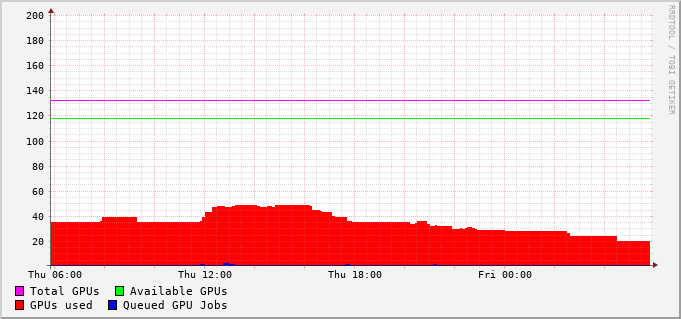 200
180
160
140
120
100
80
60
40
20
Thu 06:00 Thu 12:00 Thu 18:00 Fri 00:00
Total GPUs Available GPUs
GPUs used Queued GPU Jobs
RRDTOOL / TOBI OETIKER